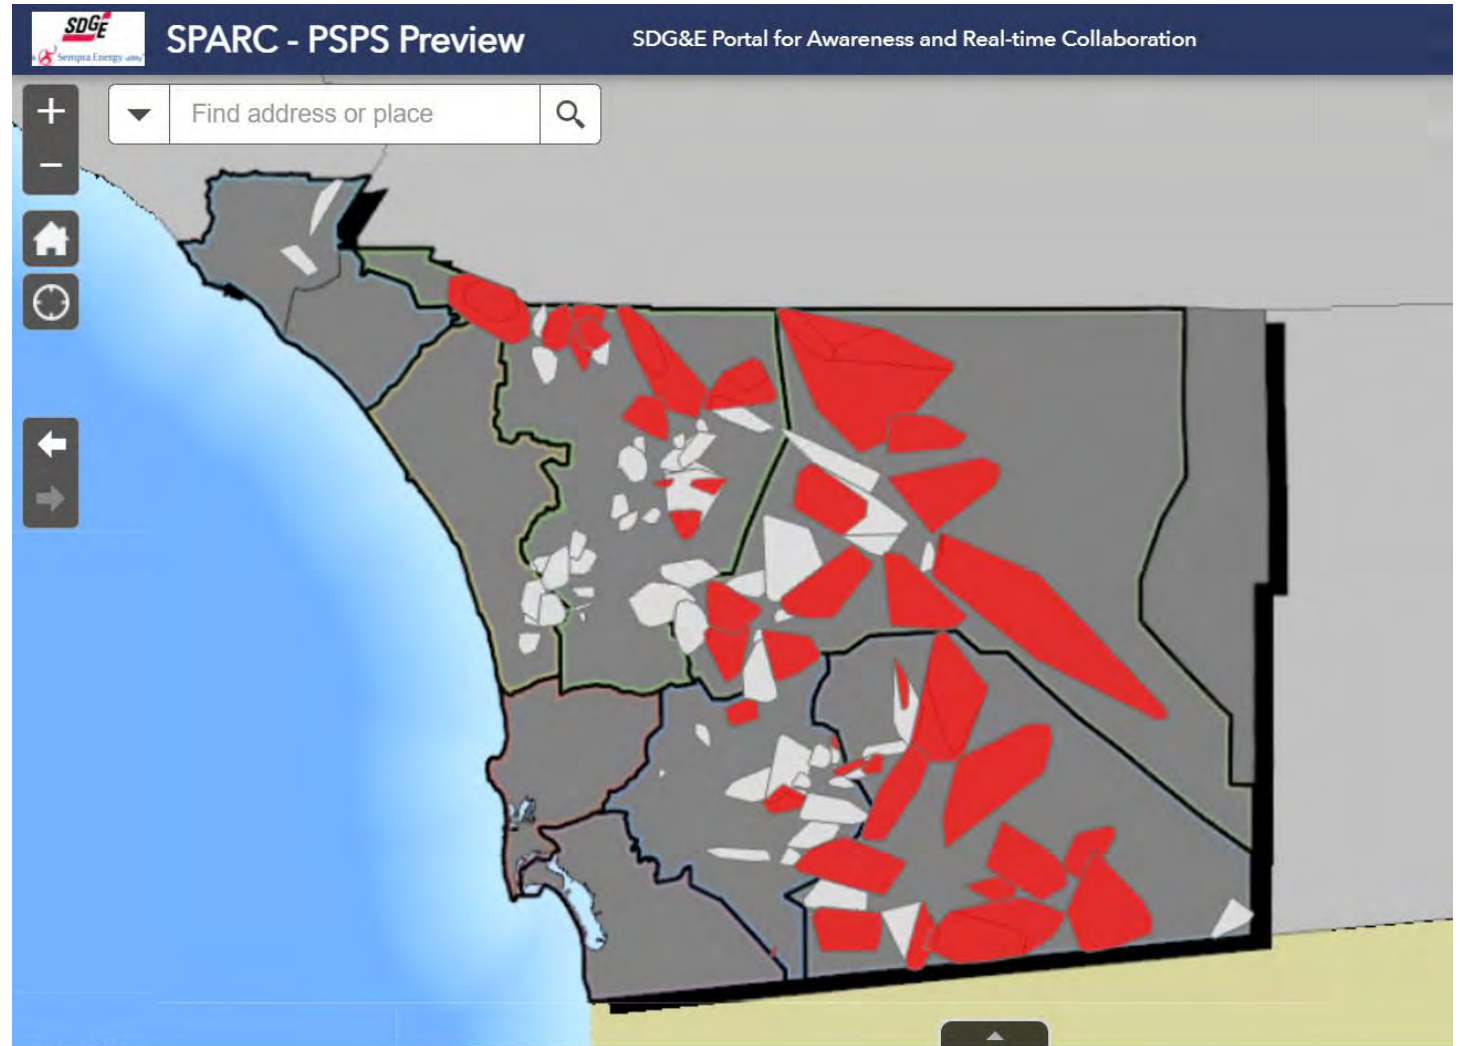 SDGE
A Sempra Energy utility
SPARC - PSPS Preview
SDG&E Portal for Awareness and Real-time Collaboration
+
Find address or place
−